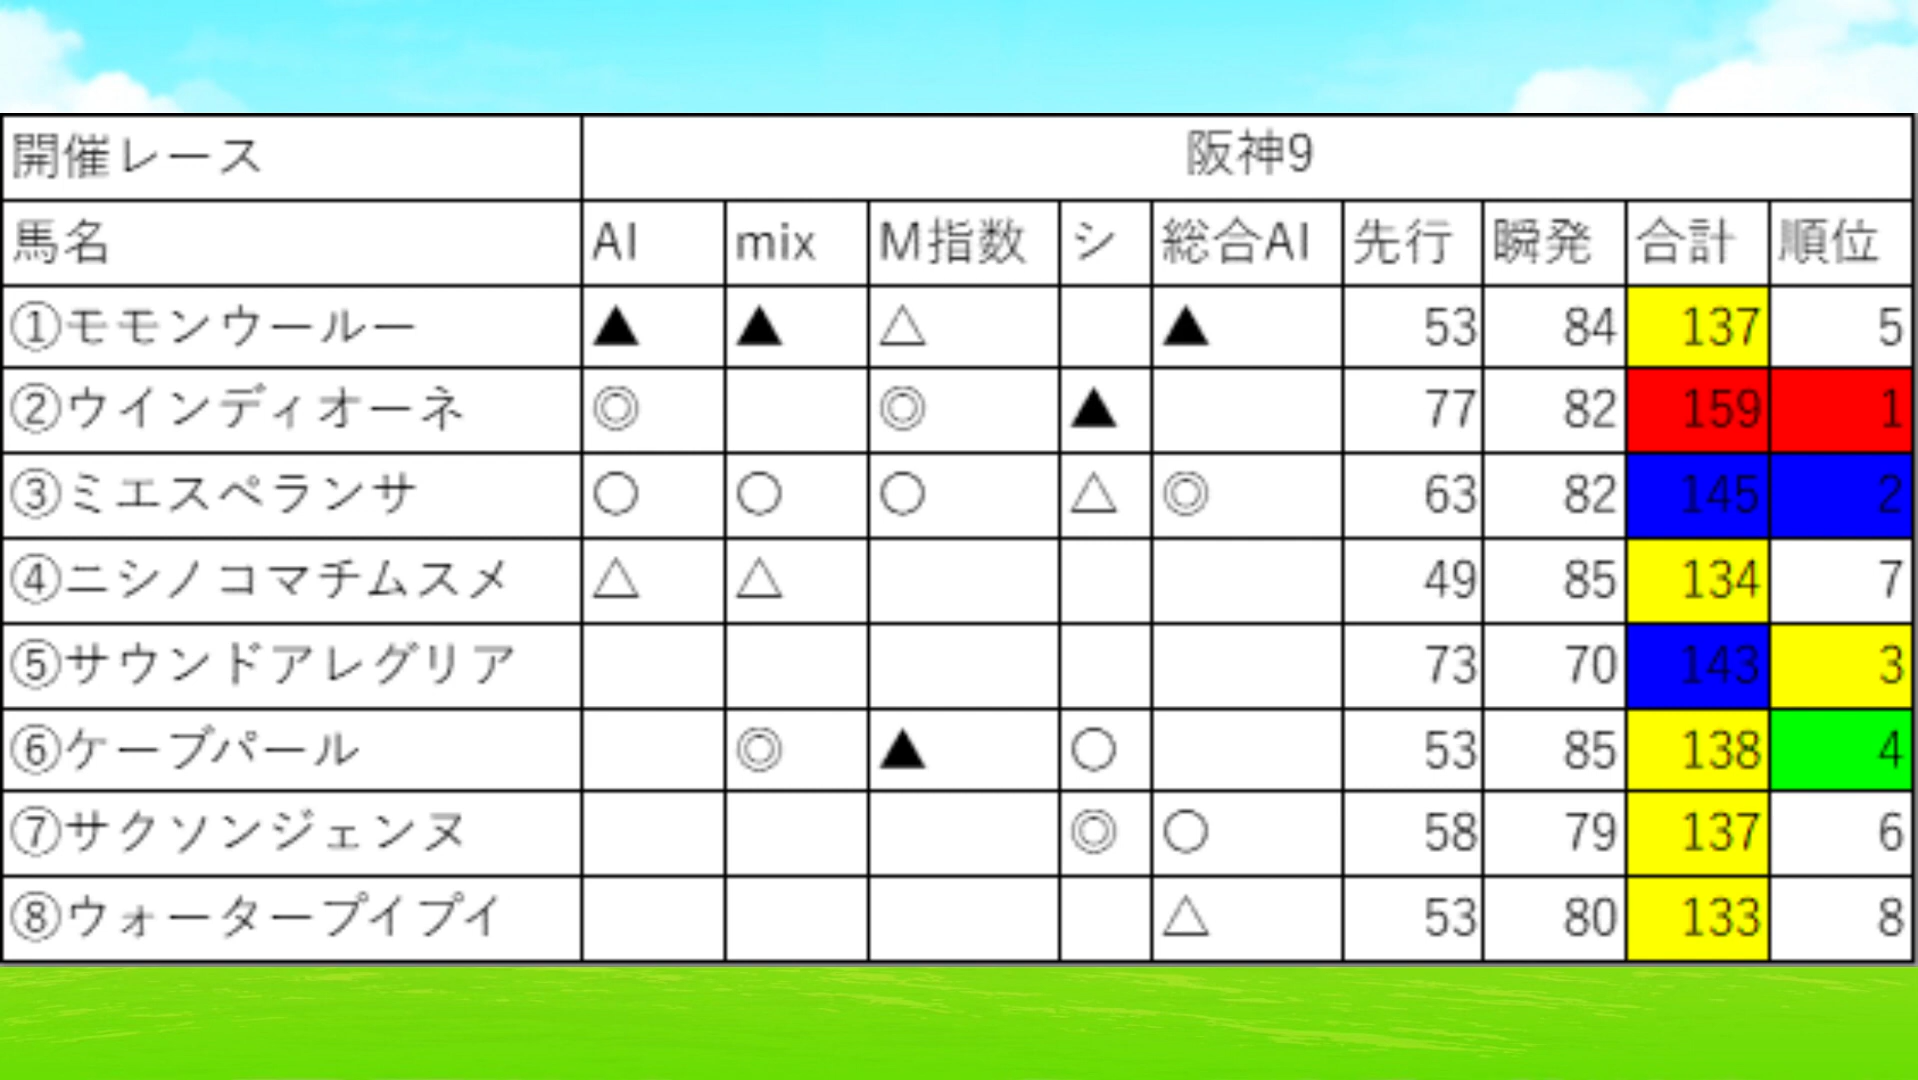 開催レース 阪神9
馬名 AI mix M指数 シ 総合AI 先行 瞬発 合計 順位
①モモンウールー ▲ ▲ △ ▲ 53 84 137 5
②ウインディオーネ ◎ ◎ ▲ 77 82 159 1
③ミエスペランサ ○ ○ ○ △ ◎ 63 82 145 2
④ニシノコマチムスメ △ △ 49 85 134 7
⑤サウンドアレグリア 73 70 143 3
⑥ケーブパール ◎ ▲ ○ 53 85 138 4
⑦サクソンジェンヌ ◎ ○ 58 79 137 6
⑧ウォータープイプイ △ 53 80 133 8